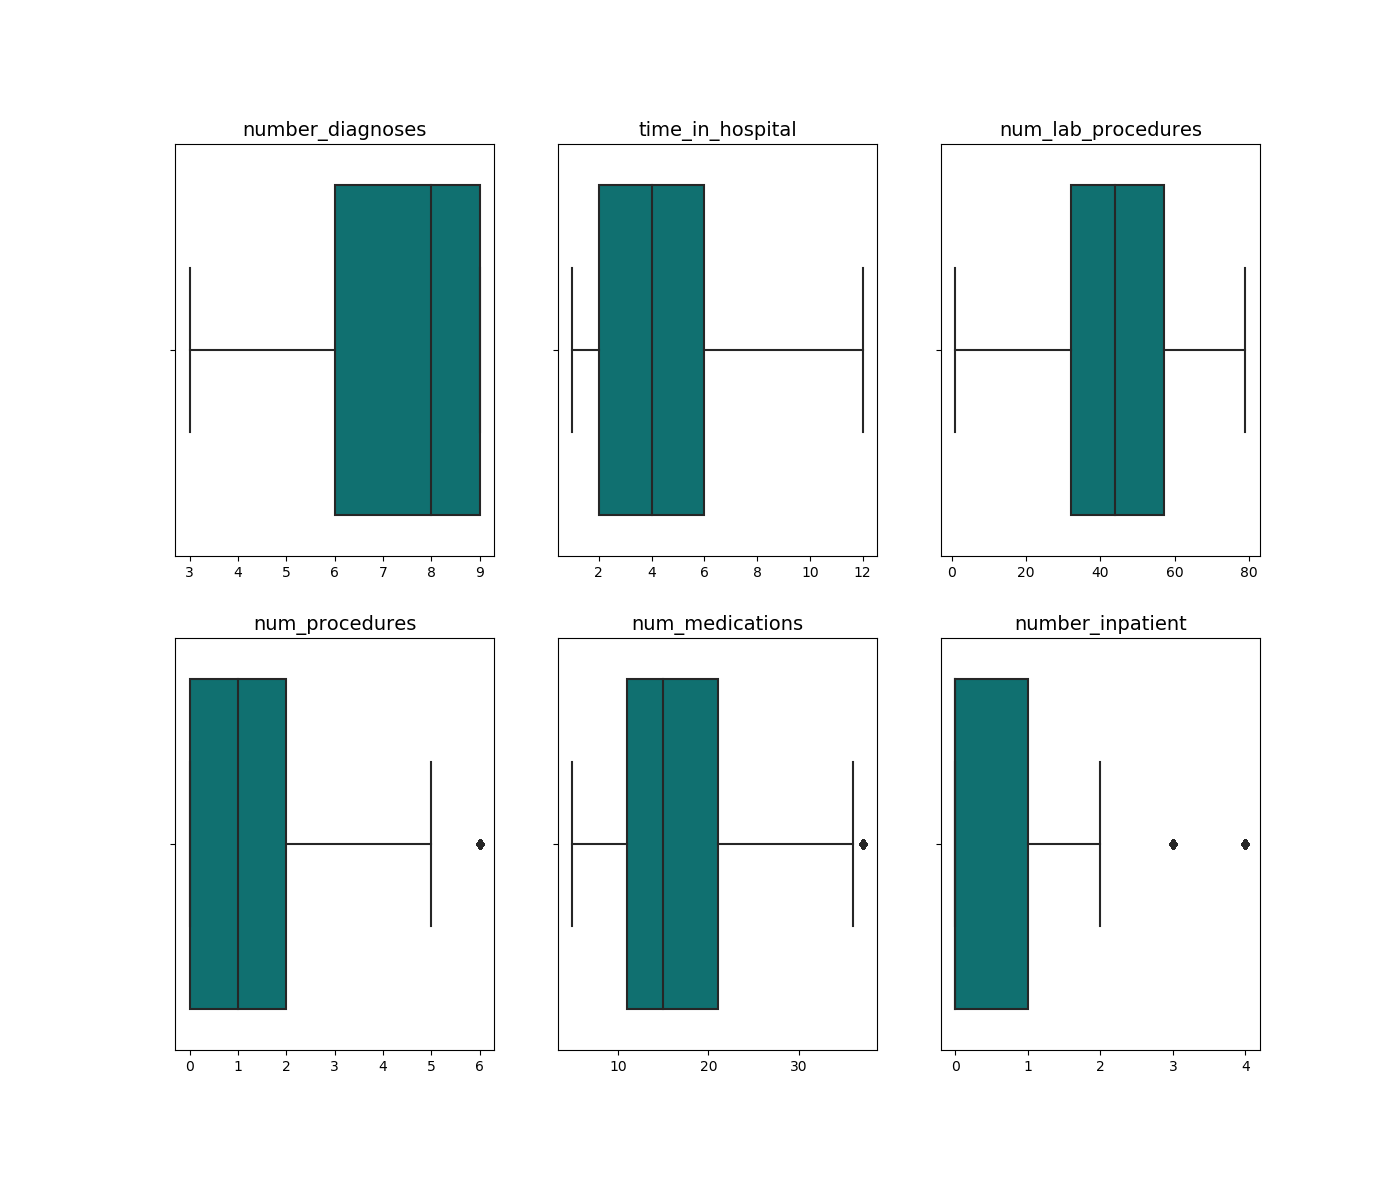 number_diagnoses time_in_hospital num_lab_procedures
3 4 5 6 7 8 9 2 4 6 8 10 12 0 20 40 60 80
num_procedures num_medications number_inpatient
0 1 2 3 4 5 6 10 20 30 0 1 2 3 4